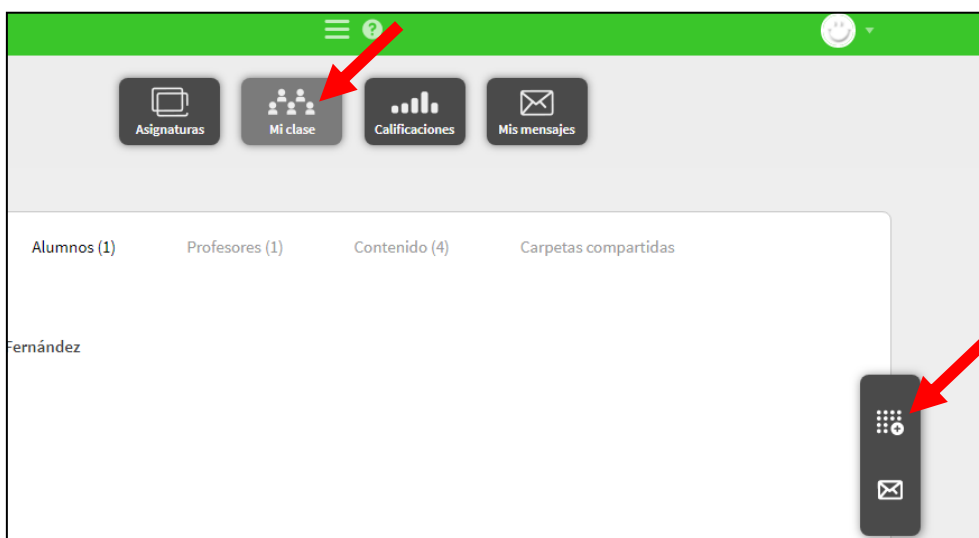 Asignaturas
Mi clase
Calificaciones
Mis mensajes
Alumnos (1)
Profesores (1)
Contenido (4)
Carpetas compartidas
Fernández